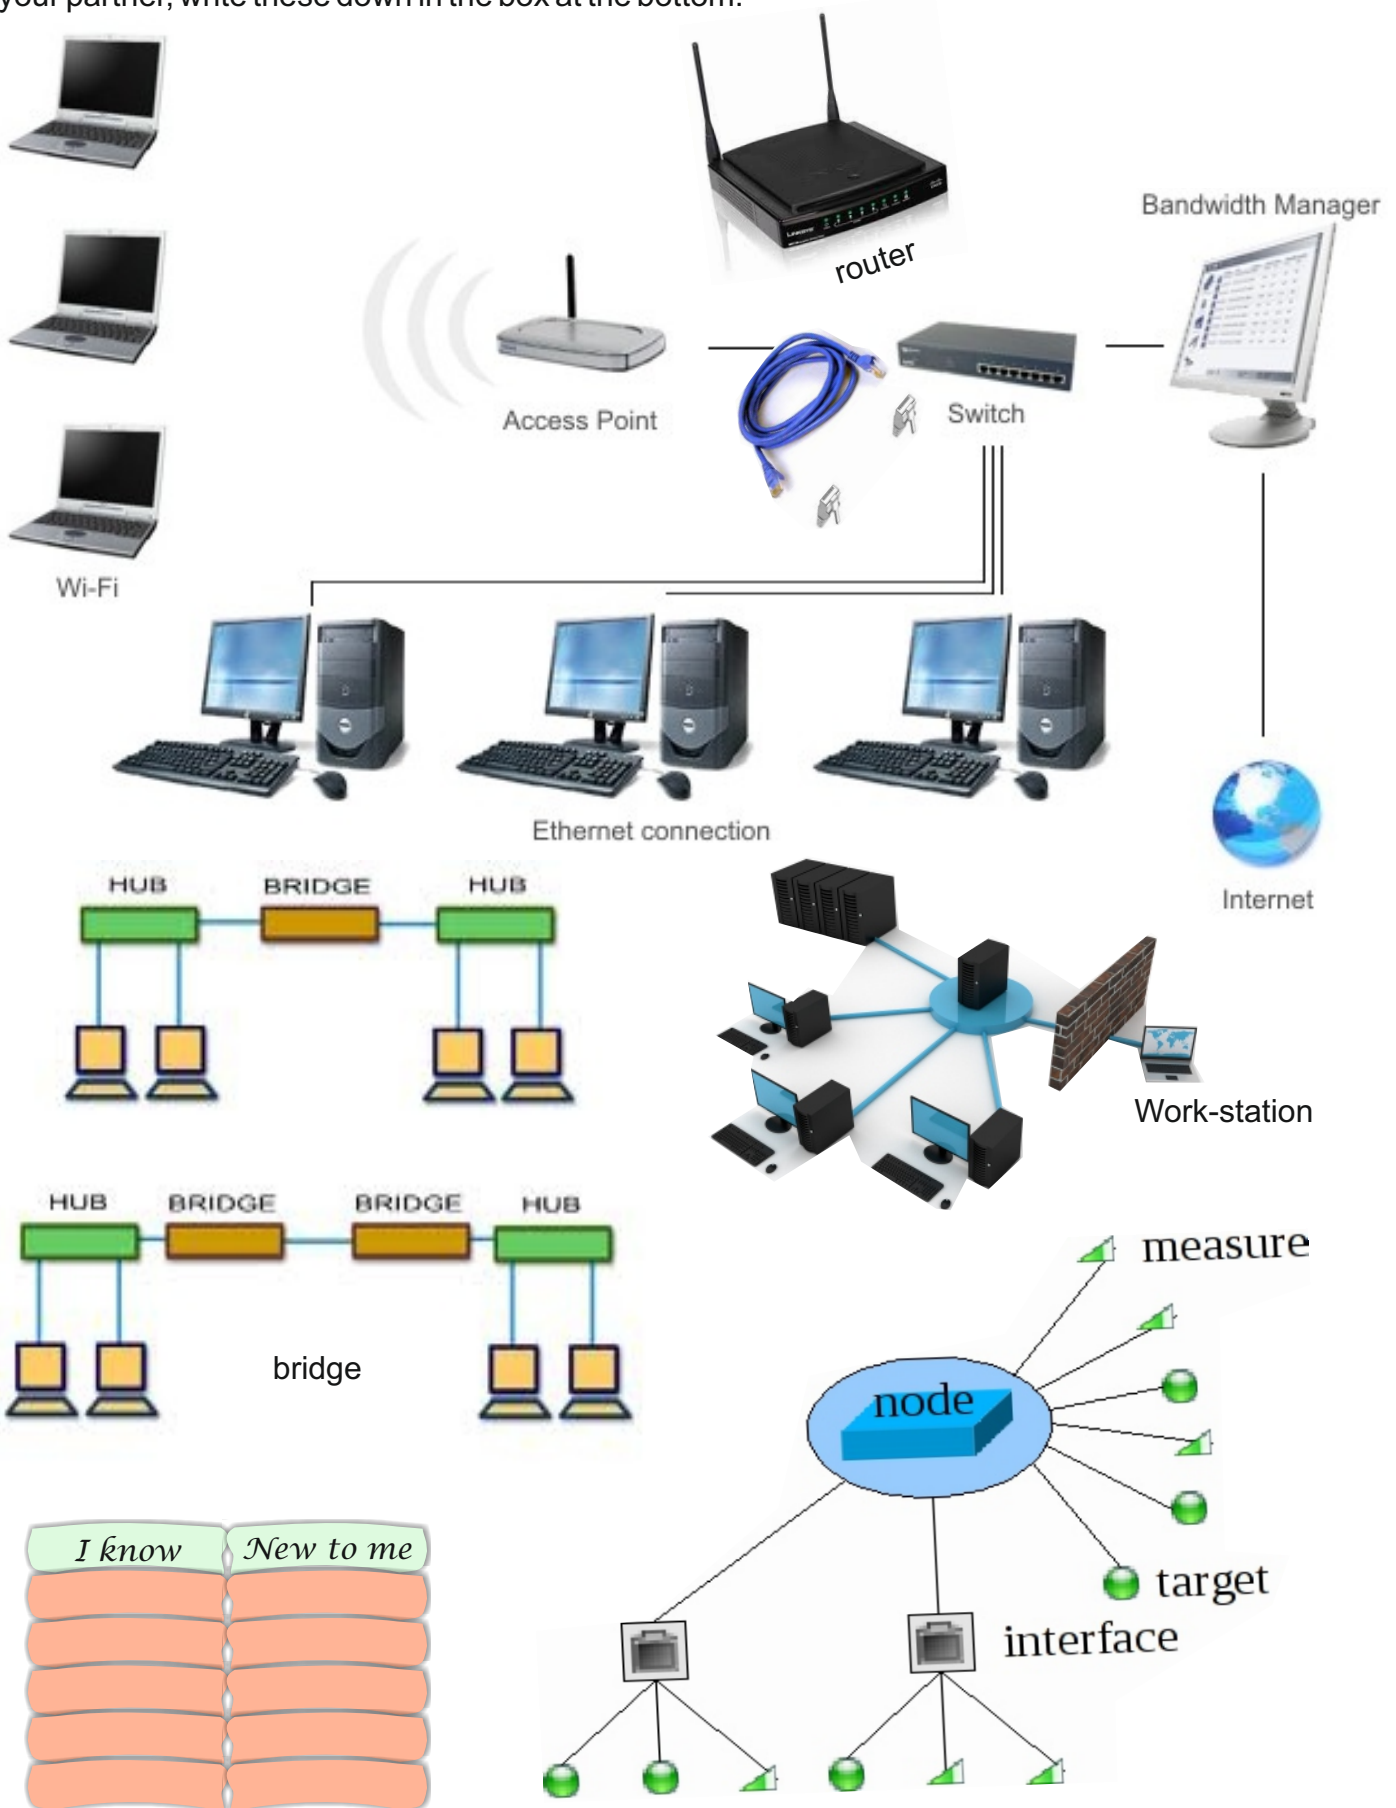 your partner, write these down in the box at the bottom.
router
Bandwidth Manager
Access Point
Switch
Wi-Fi
Ethernet connection
Internet
HUB BRIDGE HUB
Work-station
HUB BRIDGE BRIDGE HUB
bridge
measure
node
target
interface
I know New to me